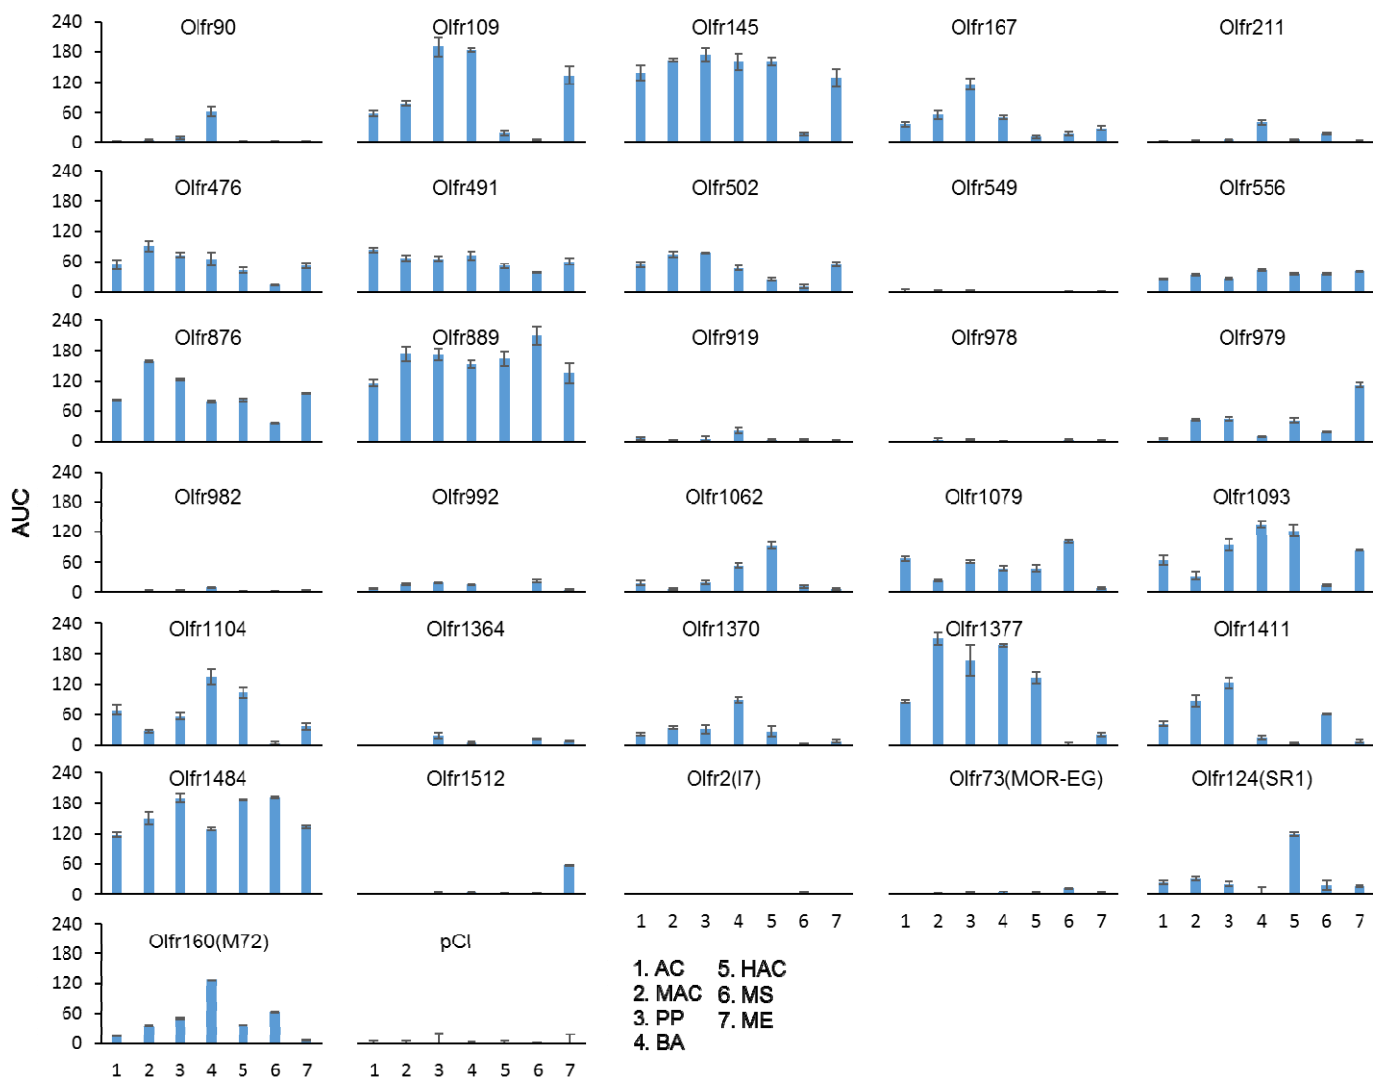 240 Olfr90 Olfr109 Olfr145 Olfr167 Olfr211
180
120
60
0
240 Olfr476 Olfr491 Olfr502 Olfr549 Olfr556
180
120
60
0
240 Olfr876 Olfr889 Olfr919 Olfr978 Olfr979
180
120
60
0
AUC
240 Olfr982 Olfr992 Olfr1062 Olfr1079 Olfr1093
180
120
60
0
240 Olfr1104 Olfr1364 Olfr1370 Olfr1377 Olfr1411
180
120
60
0
240 Olfr1484 Olfr1512 Olfr2(I7) Olfr73(MOR-EG) Olfr124(SR1)
180
120
60
0
1 2 3 4 5 6 7 1 2 3 4 5 6 7 1 2 3 4 5 6 7
240 Olfr160(M72) pCI
180
120
60
0
1 2 3 4 5 6 7 1 2 3 4 5 6 7
1. AC 5. HAC
2. MAC 6. MS
3. PP 7. ME
4. BA